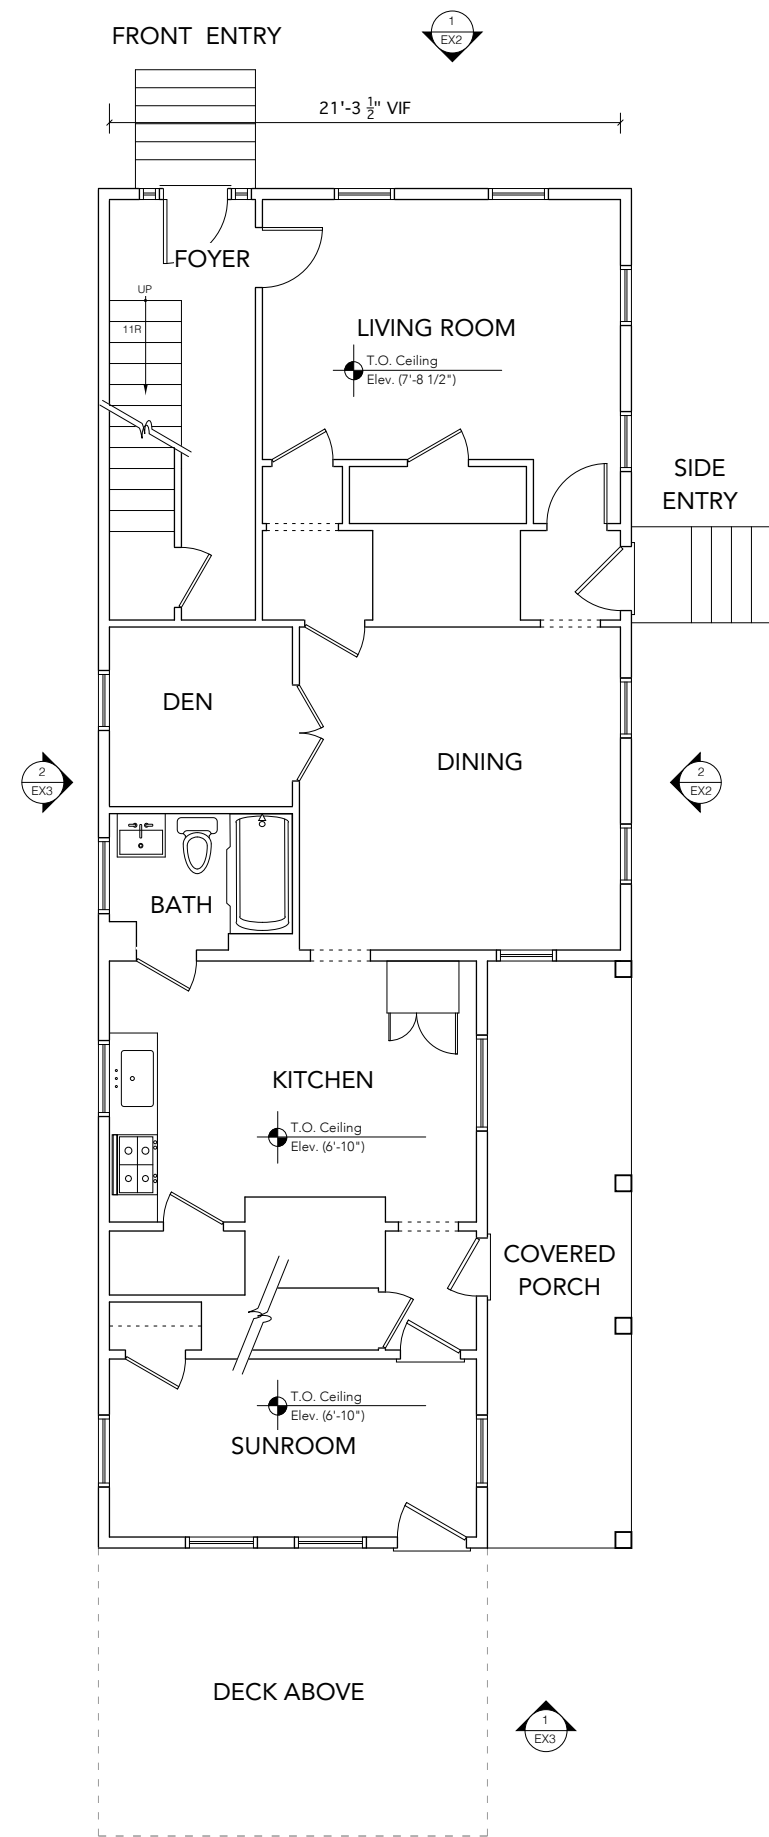 FRONT ENTRY
1
EX2
21'-3 1/2" VIF
FOYER
UP
11R
LIVING ROOM
T.O. Ceiling
Elev. (7'-8 1/2")
SIDE
ENTRY
DEN
DINING
2
EX3
2
EX2
BATH
KITCHEN
T.O. Ceiling
Elev. (6'-10")
COVERED
PORCH
T.O. Ceiling
Elev. (6'-10")
SUNROOM
DECK ABOVE
1
EX3